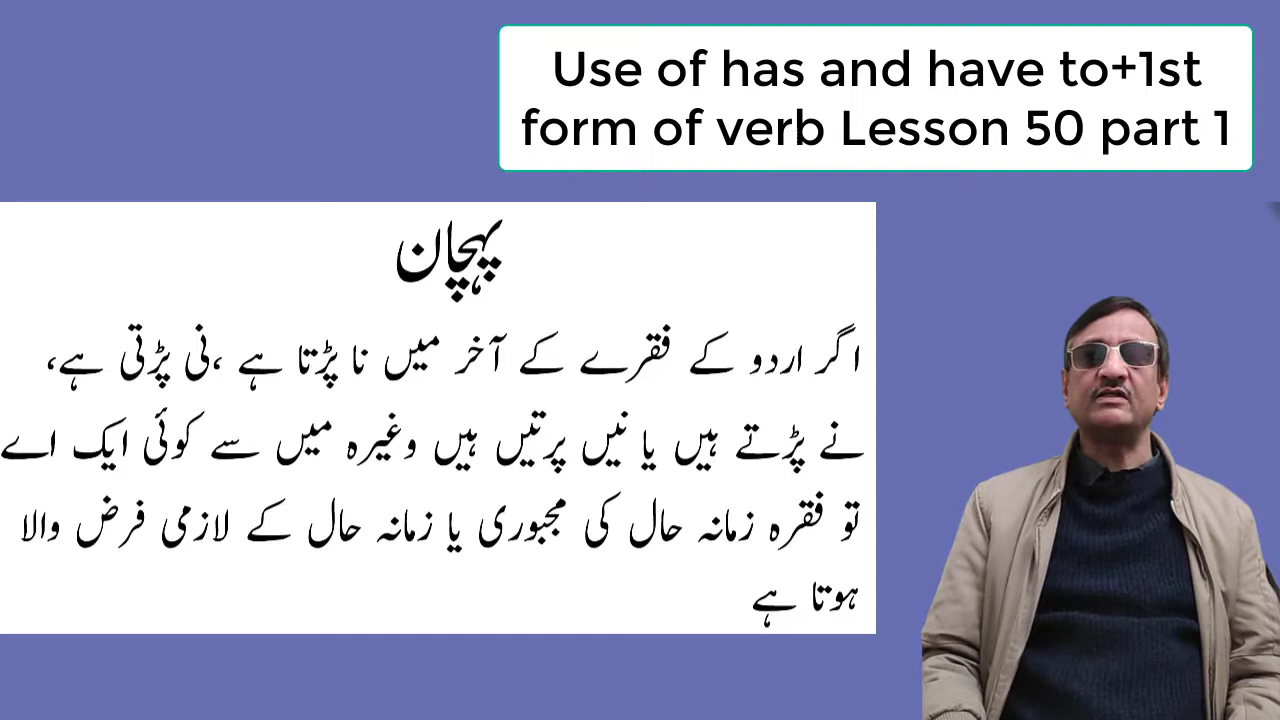 Use of has and have to+1st
form of verb Lesson 50 part 1
پہچان
اگر اردو کے فقرے کے آخر میں نا پڑتا ہے ،نی پڑتی ہے،
نے پڑتے ہیں یا نیں پرتیں ہیں وغیرہ میں سے کوئی ایک اے
تو فقرہ زمانہ حال کی مجبوری یا زمانہ حال کے لازمی فرض والا
ہوتا ہے